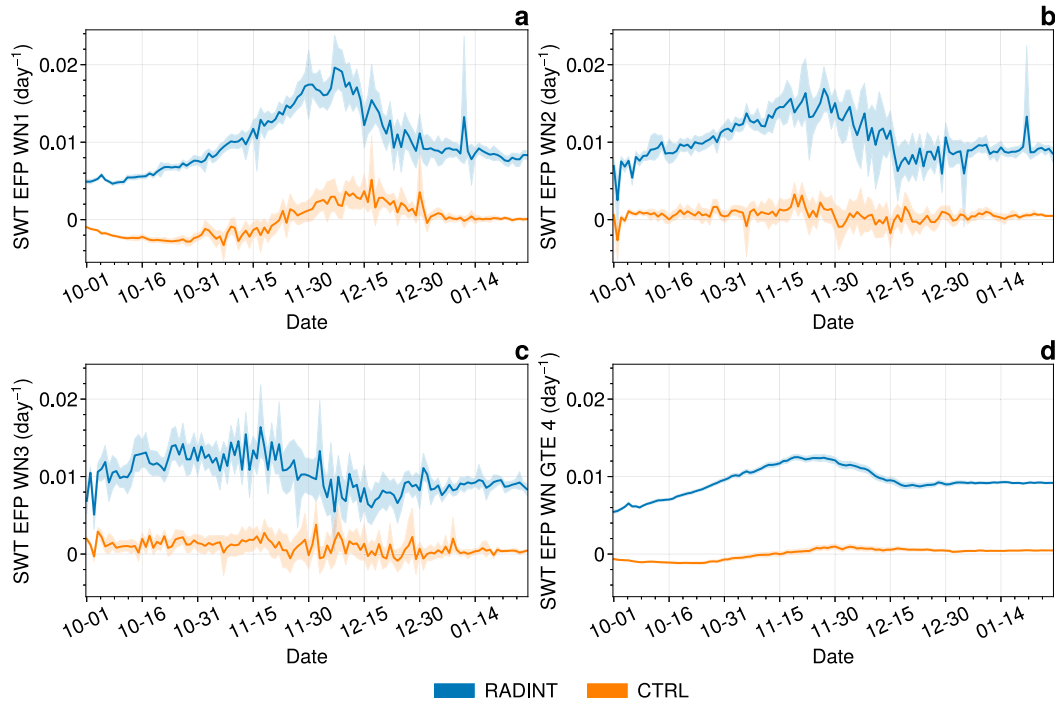 a
SWT EFP WN1 (day⁻¹)
0.02
0.01
0
10-01 10-16 10-31 11-15 11-30 12-15 12-30 01-14
Date
b
SWT EFP WN2 (day⁻¹)
0.02
0.01
0
10-01 10-16 10-31 11-15 11-30 12-15 12-30 01-14
Date
c
SWT EFP WN3 (day⁻¹)
0.02
0.01
0
10-01 10-16 10-31 11-15 11-30 12-15 12-30 01-14
Date
d
SWT EFP WN GTE 4 (day⁻¹)
0.02
0.01
0
10-01 10-16 10-31 11-15 11-30 12-15 12-30 01-14
Date
RADINT CTRL